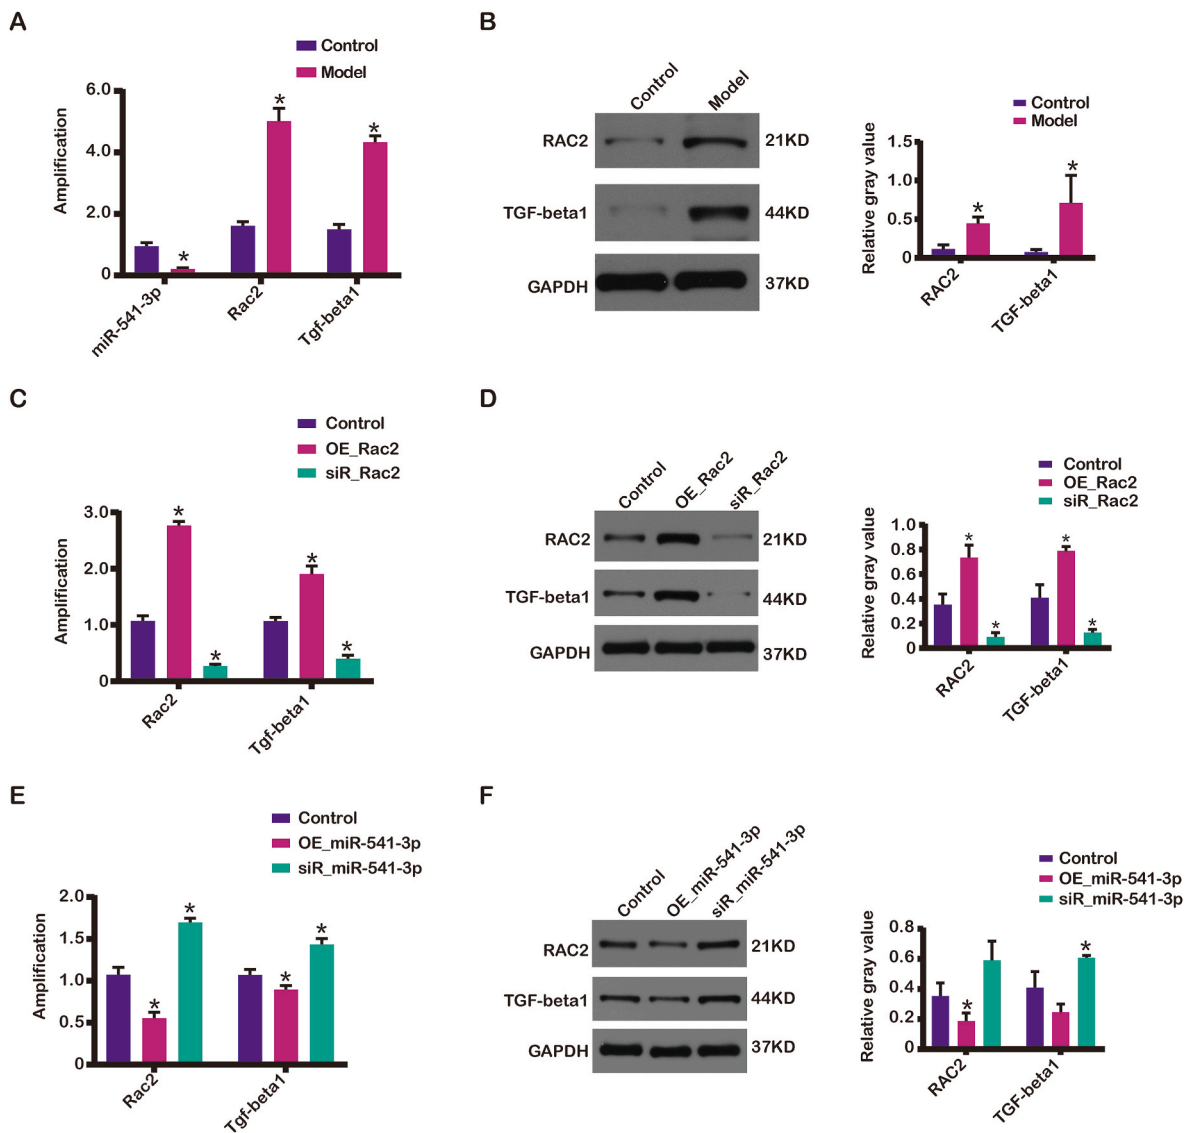 A
Control
Model
Amplification
6.0
4.0
2.0
0
*
*
*
miR-541-3p
Rac2
Tgf-beta1
B
Control
Model
RAC2
21KD
TGF-beta1
44KD
GAPDH
37KD
Control
Model
Relative gray value
1.5
1.0
0.5
0
*
*
RAC2
TGF-beta1
C
Control
OE_Rac2
siR_Rac2
Amplification
3.0
2.0
1.0
0
*
*
*
*
Rac2
Tgf-beta1
D
Control
OE_Rac2
siR_Rac2
RAC2
21KD
TGF-beta1
44KD
GAPDH
37KD
Control
OE_Rac2
siR_Rac2
Relative gray value
1.0
0.8
0.6
0.4
0.2
0
*
*
*
*
RAC2
TGF-beta1
E
Control
OE_miR-541-3p
siR_miR-541-3p
Amplification
2.0
1.5
1.0
0.5
0
*
*
*
*
Rac2
Tgf-beta1
F
Control
OE_miR-541-3p
siR_miR-541-3p
RAC2
21KD
TGF-beta1
44KD
GAPDH
37KD
Control
OE_miR-541-3p
siR_miR-541-3p
Relative gray value
0.8
0.6
0.4
0.2
0
*
*
RAC2
TGF-beta1